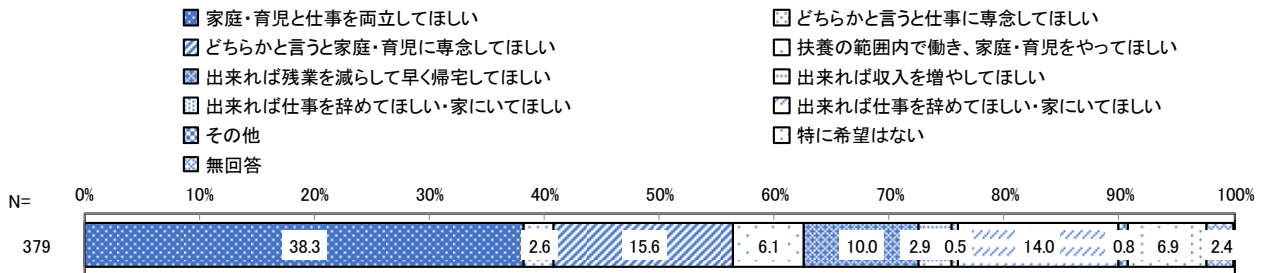 家庭・育児と仕事を両立してほしい どちらかと言うと仕事に専念してほしい
どちらかと言うと家庭・育児に専念してほしい 扶養の範囲内で働き、家庭・育児をやってほしい
出来れば残業を減らして早く帰宅してほしい 出来れば収入を増やしてほしい
出来れば仕事を辞めてほしい・家にいてほしい 出来れば仕事を辞めてほしい・家にいてほしい
その他 特に希望はない
無回答
N= 0% 10% 20% 30% 40% 50% 60% 70% 80% 90% 100%
379 38.3 2.6 15.6 6.1 10.0 2.9 0.5 14.0 0.8 6.9 2.4